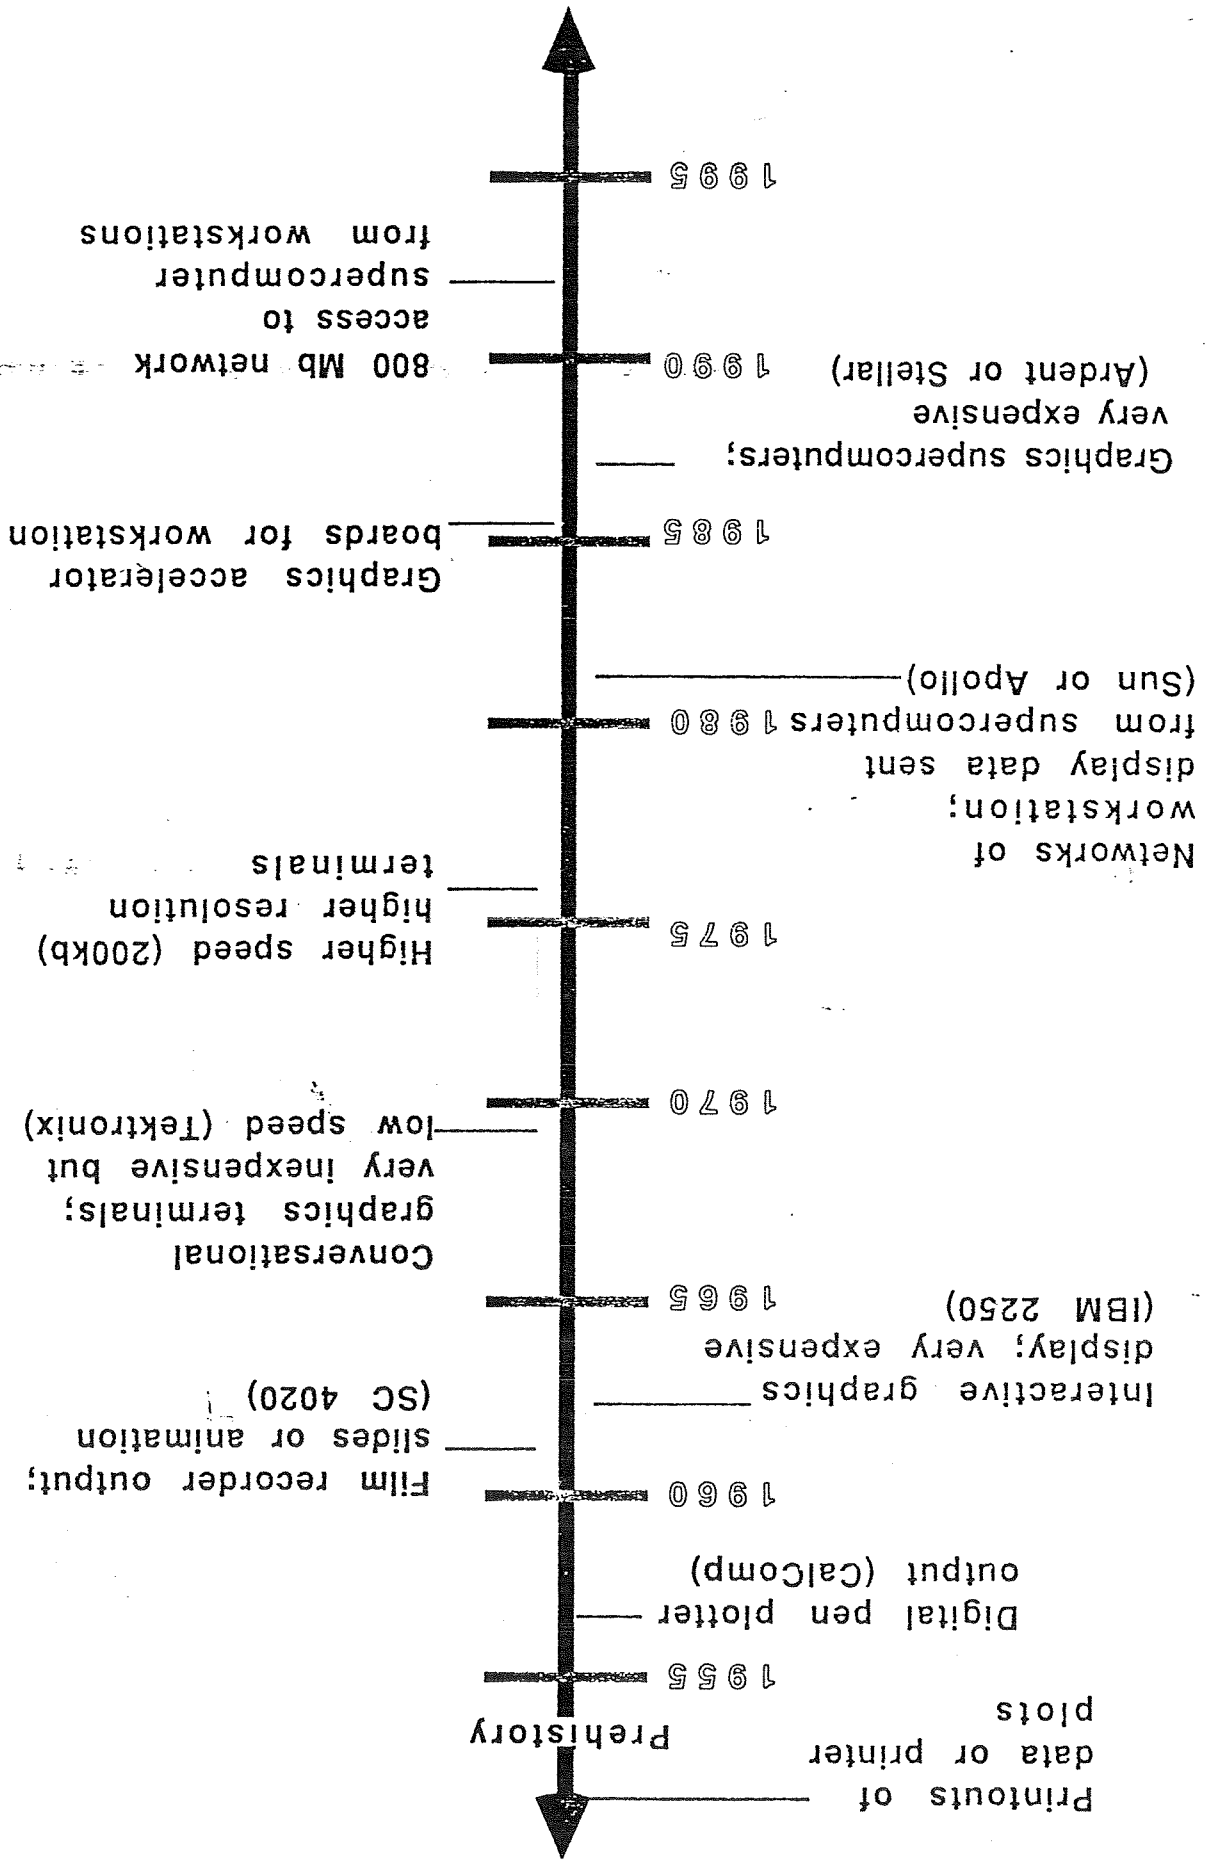 Printouts of
data or printer
plots
Prehistory
1955
Digital pen plotter
output (CalComp)
1960
Film recorder output;
slides or animation
(SC 4020)
Interactive graphics
display; very expensive
(IBM 2250)
1965
Conversational
graphics terminals;
very inexpensive but
low speed (Tektronix)
1970
Higher speed (200kb)
higher resolution
terminals
1975
Networks of
workstation;
display data sent
from supercomputers
(Sun or Apollo)
1980
Graphics accelerator
boards for workstation
1985
Graphics supercomputers;
very expensive
(Ardent or Stellar)
1990
800 Mb network
access to
supercomputer
from workstations
1995